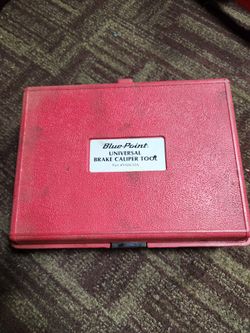 Blue-Point
UNIVERSAL
BRAKE CALIPER TOOL